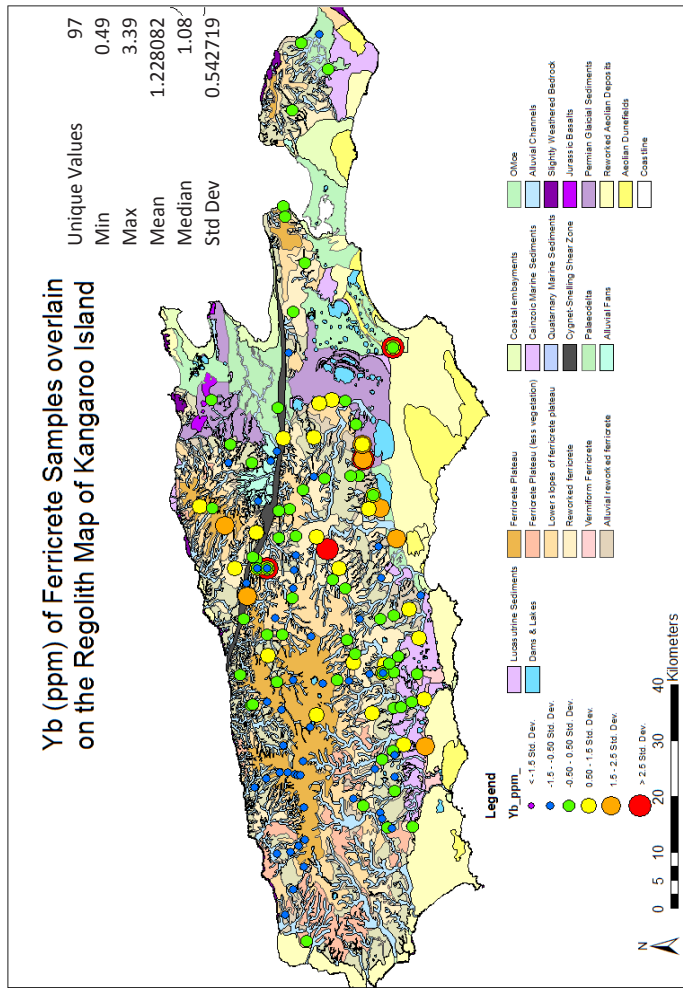 Yb (ppm) of Ferricrete Samples overlain
on the Regolith Map of Kangaroo Island
Unique Values 97
Min 0.49
Max 3.39
Mean 1.228082
Median 1.08
Std Dev 0.542719
Legend
Yb_ppm_
< -1.5 Std. Dev.
-1.5 - -0.50 Std. Dev.
-0.50 - 0.50 Std. Dev.
0.50 - 1.5 Std. Dev.
1.5 - 2.5 Std. Dev.
> 2.5 Std. Dev.
Lucasutrine Sediments
Dams & Lakes
Ferricrete Plateau
Ferricrete Plateau (less vegetation)
Lower slopes of ferricrete plateau
Reworked ferricrete
Vermiform Ferricrete
Alluvial reworked ferricrete
Coastal embayments
Cainzoic Marine Sediments
Quatarnary Marine Sediments
Cygnet-Snelling Shear Zone
Palaeodelta
Alluvial Fans
OMoe
Alluvial Channels
Slightly Weathered Bedrock
Jurassic Basalts
Permian Glaicial Sediments
Reworked Aeolian Deposits
Aeolian Dunefields
Coastline
N
0 5 10 20 30 40
Kilometers